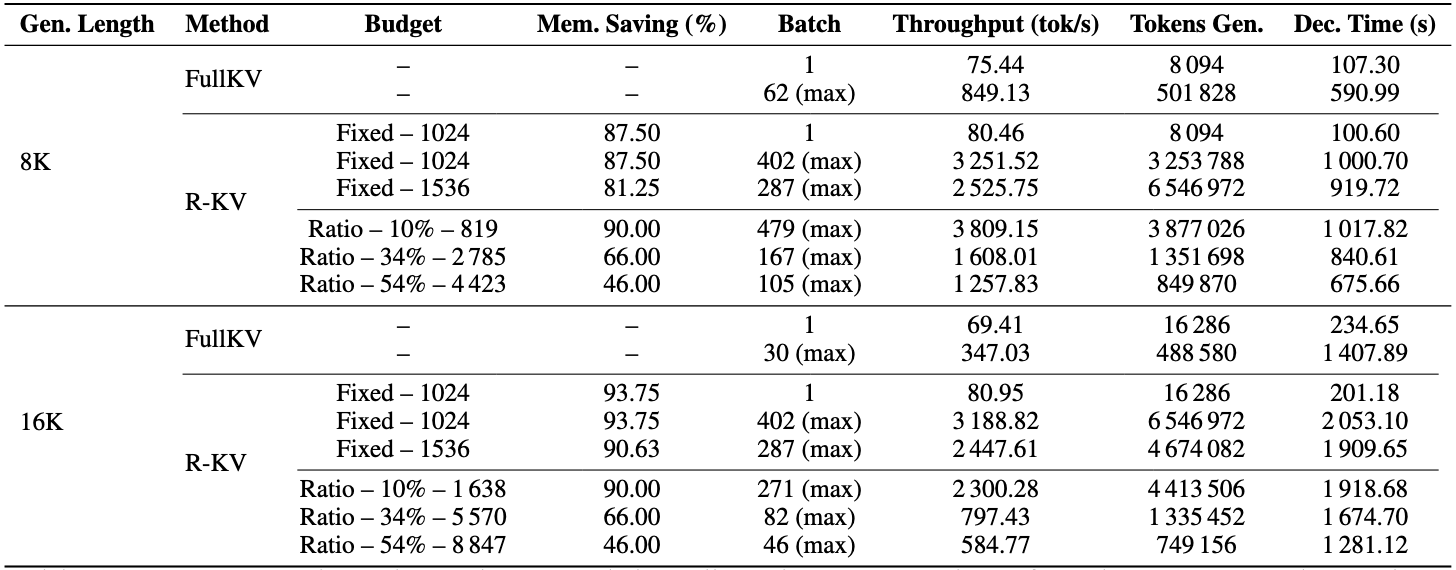 Gen. Length Method Budget Mem. Saving (%) Batch Throughput (tok/s) Tokens Gen. Dec. Time (s)
– – 1 75.44 8 094 107.30
FullKV
– – 62 (max) 849.13 501 828 590.99
Fixed – 1024 87.50 1 80.46 8 094 100.60
8K Fixed – 1024 87.50 402 (max) 3 251.52 3 253 788 1 000.70
Fixed – 1536 81.25 287 (max) 2 525.75 6 546 972 919.72
R-KV
Ratio – 10% – 819 90.00 479 (max) 3 809.15 3 877 026 1 017.82
Ratio – 34% – 2 785 66.00 167 (max) 1 608.01 1 351 698 840.61
Ratio – 54% – 4 423 46.00 105 (max) 1 257.83 849 870 675.66
– – 1 69.41 16 286 234.65
FullKV
– – 30 (max) 347.03 488 580 1 407.89
Fixed – 1024 93.75 1 80.95 16 286 201.18
16K Fixed – 1024 93.75 402 (max) 3 188.82 6 546 972 2 053.10
Fixed – 1536 90.63 287 (max) 2 447.61 4 674 082 1 909.65
R-KV
Ratio – 10% – 1 638 90.00 271 (max) 2 300.28 4 413 506 1 918.68
Ratio – 34% – 5 570 66.00 82 (max) 797.43 1 335 452 1 674.70
Ratio – 54% – 8 847 46.00 46 (max) 584.77 749 156 1 281.12